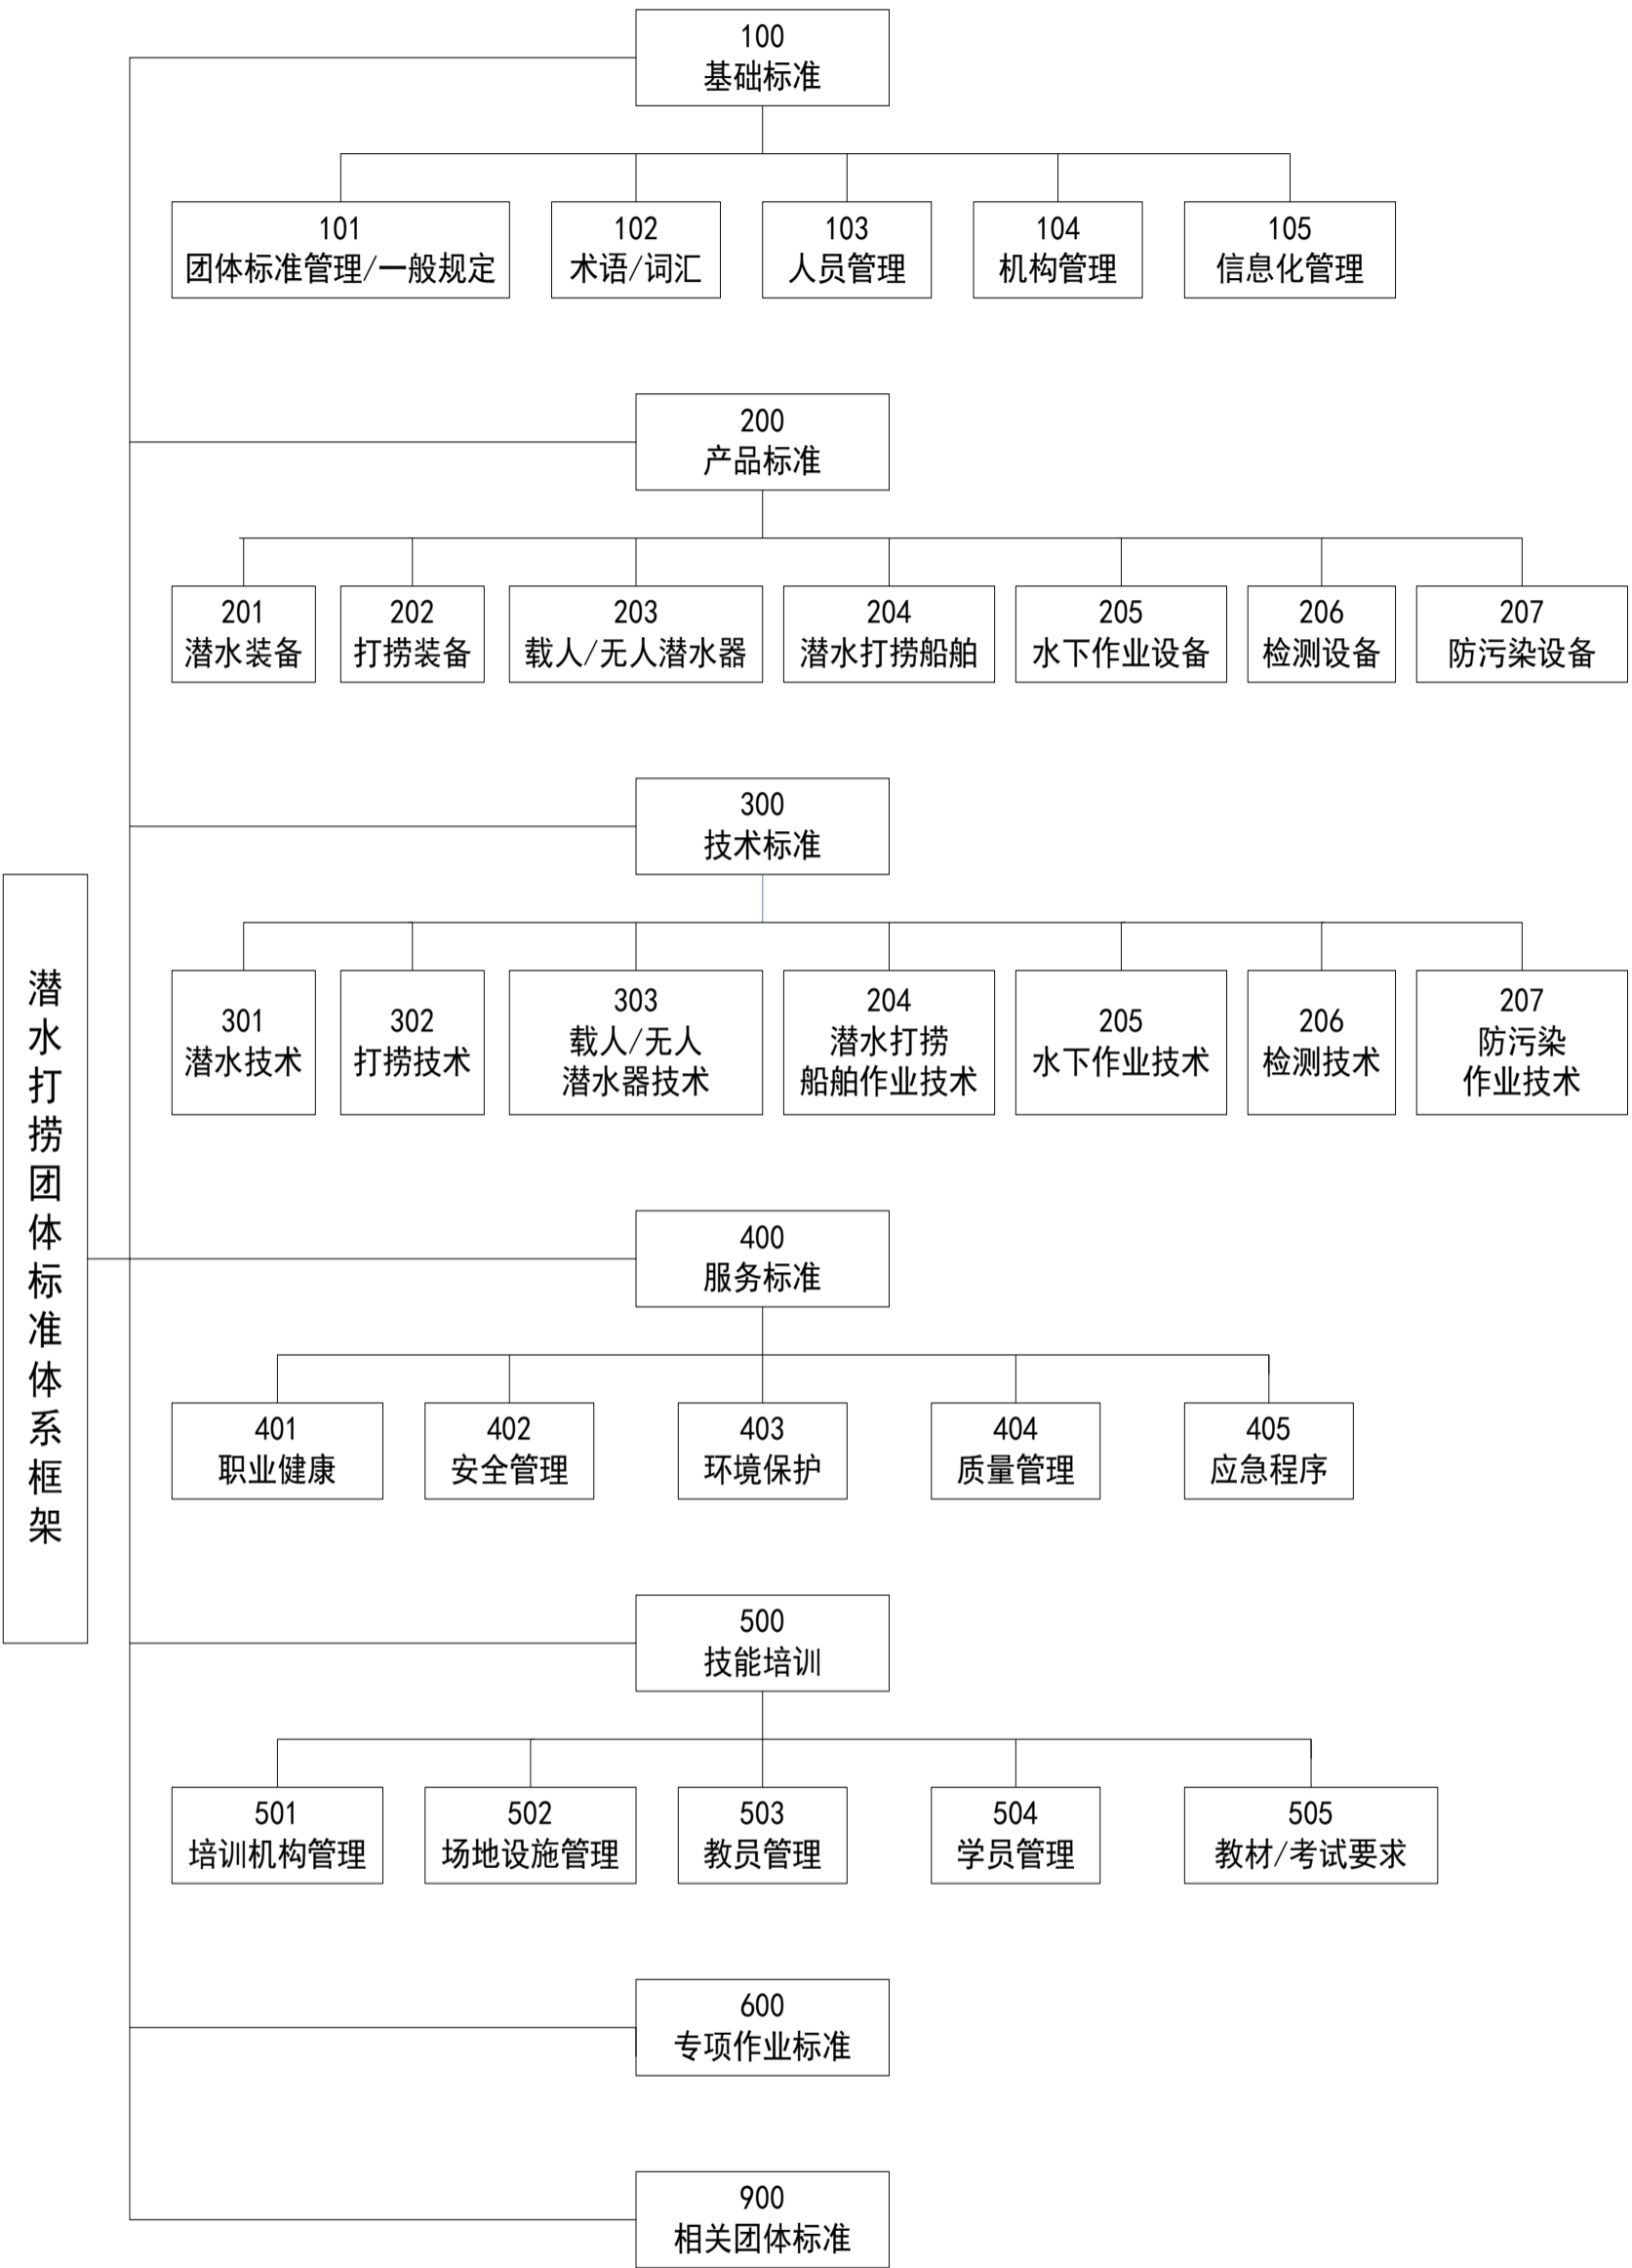 100
基础标准
101
团体标准管理/一般规定
102
术语/词汇
103
人员管理
104
机构管理
105
信息化管理
200
产品标准
201
潜水装备
202
打捞装备
203
载人/无人潜水器
204
潜水打捞船舶
205
水下作业设备
206
检测设备
207
防污染设备
300
技术标准
301
潜水技术
302
打捞技术
303
载人/无人
潜水器技术
204
潜水打捞
船舶作业技术
205
水下作业技术
206
检测技术
207
防污染
作业技术
潜水打捞团体标准体系框架
400
服务标准
401
职业健康
402
安全管理
403
环境保护
404
质量管理
405
应急程序
500
技能培训
501
培训机构管理
502
场地设施管理
503
教员管理
504
学员管理
505
教材/考试要求
600
专项作业标准
900
相关团体标准